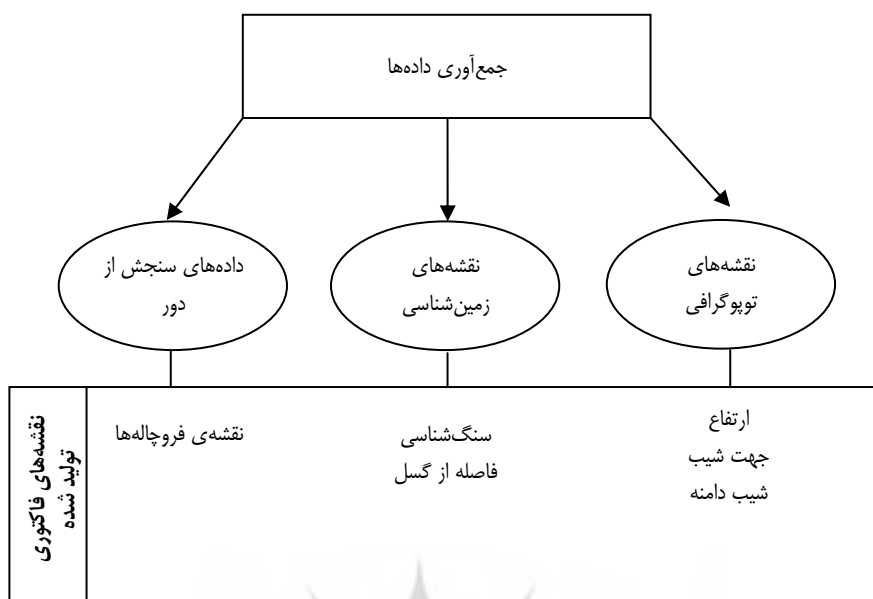 جمع‌آوری داده‌ها
نقشه‌های
توپوگرافی
نقشه‌های
زمین‌شناسی
داده‌های سنجش از
دور
ارتفاع
جهت شیب
شیب دامنه
سنگ‌شناسی
فاصله از گسل
نقشه‌ی فروچاله‌ها
نقشه‌های فاکتوری
تولید شده